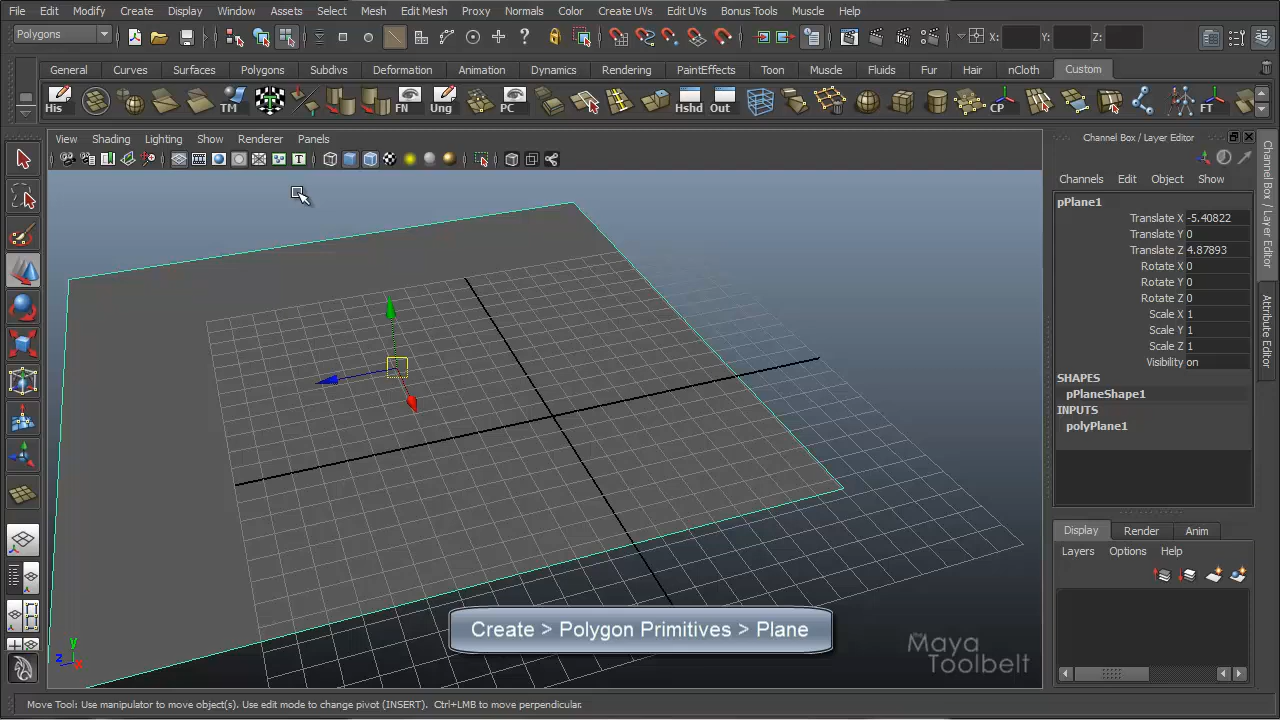 File Edit Modify Create Display Window Assets Select Mesh Edit Mesh Proxy Normals Color Create UVs Edit UVs Bonus Tools Muscle Help
Polygons
X: Y: Z:
General Curves Surfaces Polygons Subdivs Deformation Animation Dynamics Rendering PaintEffects Toon Muscle Fluids Fur Hair nCloth Custom
His TM FN Ung PC Hshd Out CP FT
View Shading Lighting Show Renderer Panels
Channel Box / Layer Editor
Channels Edit Object Show
pPlane1
Translate X -5.40822
Translate Y 0
Translate Z 4.87893
Rotate X 0
Rotate Y 0
Rotate Z 0
Scale X 1
Scale Y 1
Scale Z 1
Visibility on
SHAPES
pPlaneShape1
INPUTS
polyPlane1
Display Render Anim
Layers Options Help
Channel Box / Layer Editor
Attribute Editor
y
z x
Create > Polygon Primitives > Plane
the
Maya
Toolbelt
Move Tool: Use manipulator to move object(s). Use edit mode to change pivot (INSERT). Ctrl+LMB to move perpendicular.